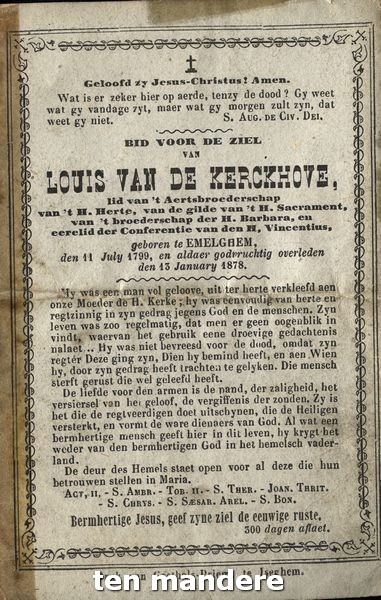 Geloofd zy Jesus-Christus! Amen.
Wat is er zeker hier op aerde, tenzy de dood? Gy weet
wat gy vandage zyt, maer wat gy morgen zult zyn, dat
weet gy niet. S. AUG. DE CIV. DEI.
BID VOOR DE ZIEL
VAN
LOUIS VAN DE KERCKHOVE,
lid van 't Aertsbroederschap
van 't H. Herte, van de gilde van 't H. Sacrament,
van 't broederschap der H. Barbara, en
eerelid der Conferentie van den H. Vincentius,
geboren te EMELGHEM,
den 11 July 1799, en aldaer godvruchtig overleden
den 13 January 1878.
Hy was een man vol geloove, uit ter herte verkleefd aen
onze Moeder de H. Kerke; hy was eenvoudig van herte en
regtzinnig in zyn gedrag jegens God en de menschen. Zyn
leven was zoo regelmatig, dat men er geen oogenblik in
vindt, waervan het gebruik eene droevige gedachtenis
nalaet. Hy was niet bevreesd voor de dood, omdat zyn
regter Deze ging zyn, Dien hy bemind heeft, en aen Wien
hy, door zyn gedrag heeft trachten te gelyken. Die mensch
sterft gerust die wel geleefd heeft.
De liefde voor den armen is de pand, der zaligheid, het
versiersel van het geloof, de vergiffenis der zonden. Zy is
het die de regtveerdigen doet uitschynen, die de Heiligen
versterkt, en vormt de ware dienaers van God. Al wat een
bermhertige mensch geeft hier in dit leven, hy krygt het
weder van den bermhertigen God in het hemelsch vader-
land.
De deur des Hemels staet open voor al deze die hun
betrouwen stellen in Maria.
ACT, II. - S. AMBR. - TOB. II. - S. THER. - JOAN. THRIT.
- S. CHRYS. - S. SÆSAR. AREL. - S. BON.
Bermhertige Jesus, geef zyne ziel de eeuwige ruste.
300 dagen aflaet.
te Iseghem.
ten mandere